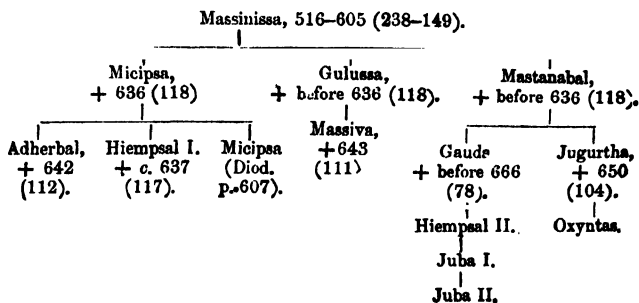 Massinissa, 516–605 (238–149).
Micipsa,
+ 636 (118)
Gulussa,
+ before 636 (118).
Mastanabal,
+ before 636 (118).
Adherbal,
+ 642
(112).
Hiempsal I.
+ c. 637
(117).
Micipsa
(Diod.
p. 607).
Massiva,
+ 643
(111)
Gauda
+ before 666
(78).
Jugurtha,
+ 650
(104).
Hiempsal II.
Oxyntas.
Juba I.
Juba II.